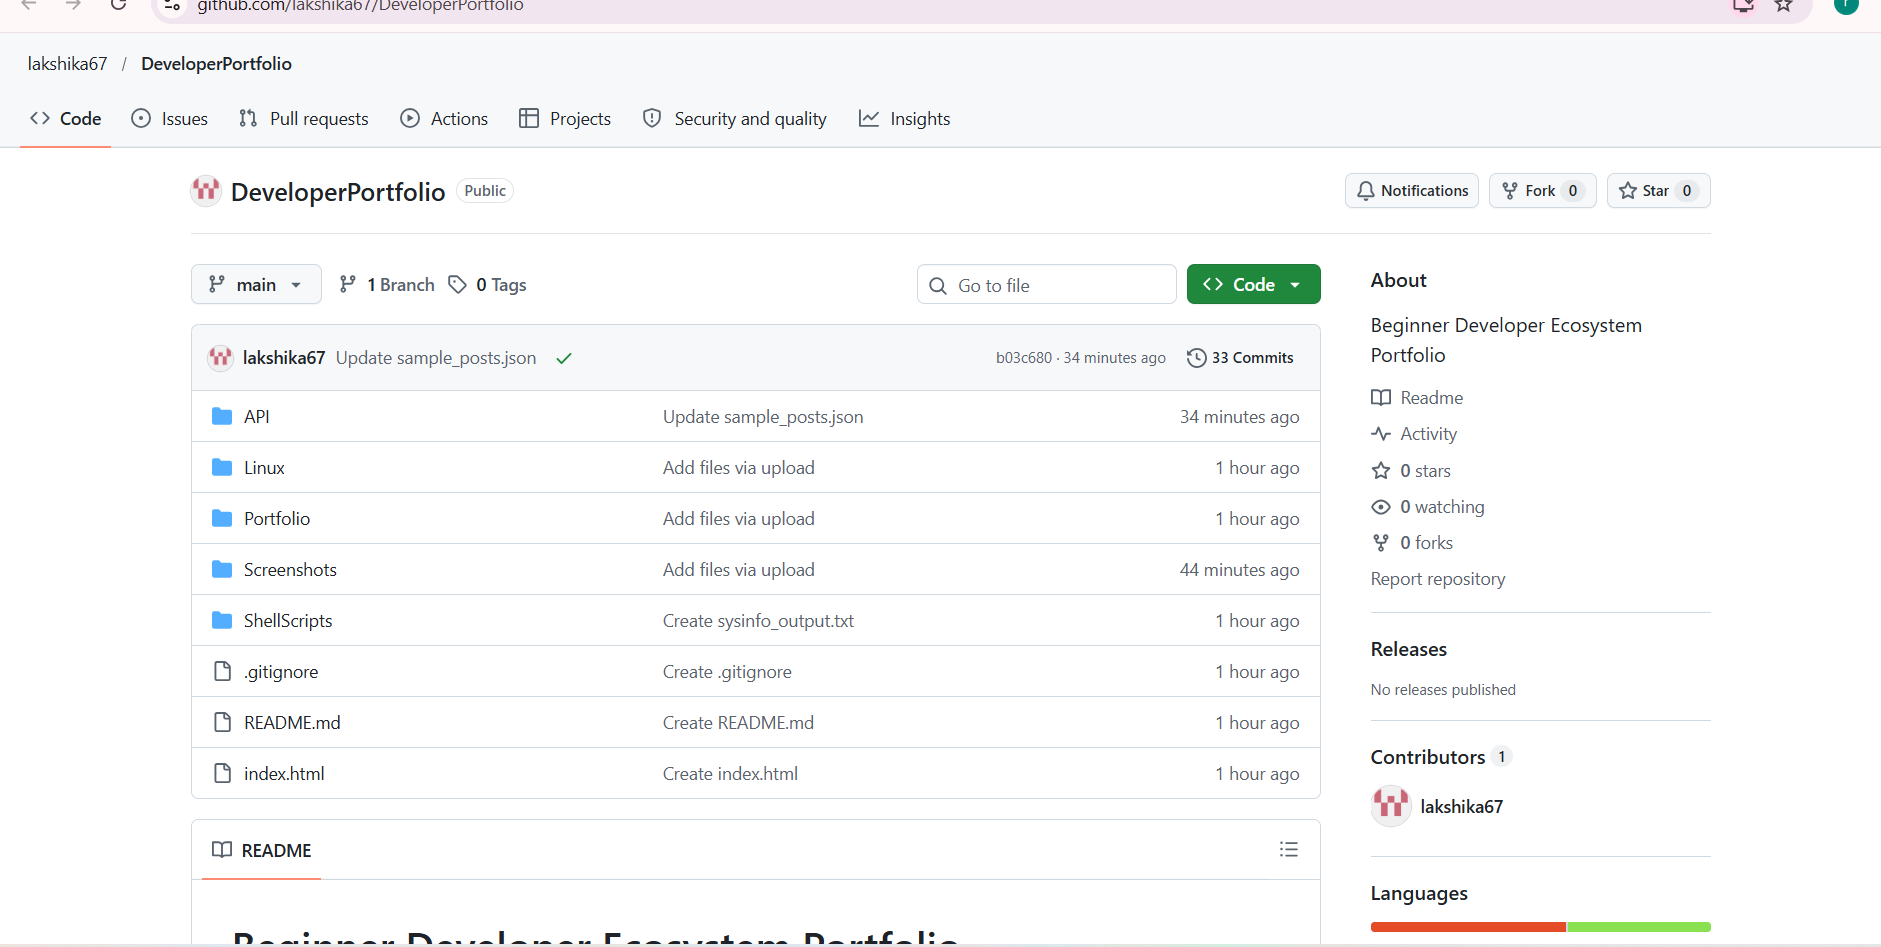 github.com/lakshika67/DeveloperPortfolio
r
lakshika67 / DeveloperPortfolio
Code Issues Pull requests Actions Projects Security and quality Insights
DeveloperPortfolio Public
Notifications Fork 0 Star 0
main 1 Branch 0 Tags Go to file Code
lakshika67 Update sample_posts.json b03c680 · 34 minutes ago 33 Commits
API Update sample_posts.json 34 minutes ago
Linux Add files via upload 1 hour ago
Portfolio Add files via upload 1 hour ago
Screenshots Add files via upload 44 minutes ago
ShellScripts Create sysinfo_output.txt 1 hour ago
.gitignore Create .gitignore 1 hour ago
README.md Create README.md 1 hour ago
index.html Create index.html 1 hour ago
README
Beginner Developer Ecosystem Portfolio
About
Beginner Developer Ecosystem
Portfolio
Readme
Activity
0 stars
0 watching
0 forks
Report repository
Releases
No releases published
Contributors 1
lakshika67
Languages